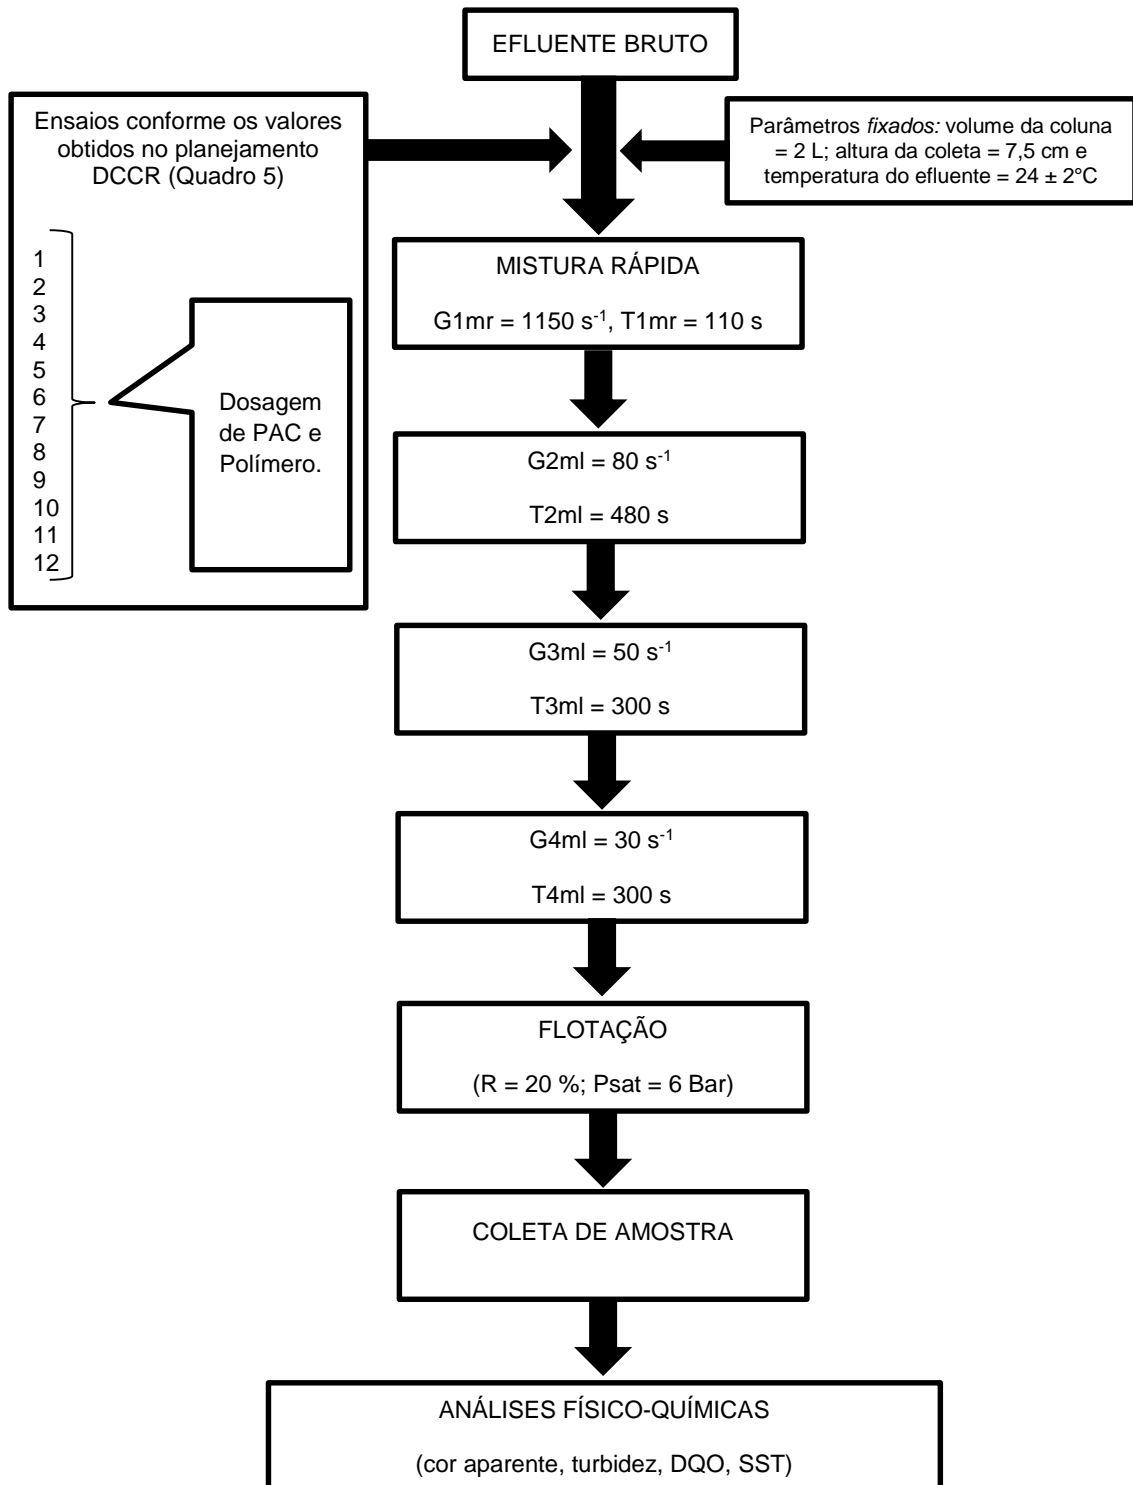 EFLUENTE BRUTO
Ensaios conforme os valores
obtidos no planejamento
DCCR (Quadro 5)
1
2
3
4
5
6
7
8
9
10
11
12
Dosagem
de PAC e
Polímero.
Parâmetros fixados: volume da coluna
= 2 L; altura da coleta = 7,5 cm e
temperatura do efluente = 24 ± 2°C
MISTURA RÁPIDA
G1mr = 1150 s⁻¹, T1mr = 110 s
G2ml = 80 s⁻¹
T2ml = 480 s
G3ml = 50 s⁻¹
T3ml = 300 s
G4ml = 30 s⁻¹
T4ml = 300 s
FLOTAÇÃO
(R = 20 %; Psat = 6 Bar)
COLETA DE AMOSTRA
ANÁLISES FÍSICO-QUÍMICAS
(cor aparente, turbidez, DQO, SST)